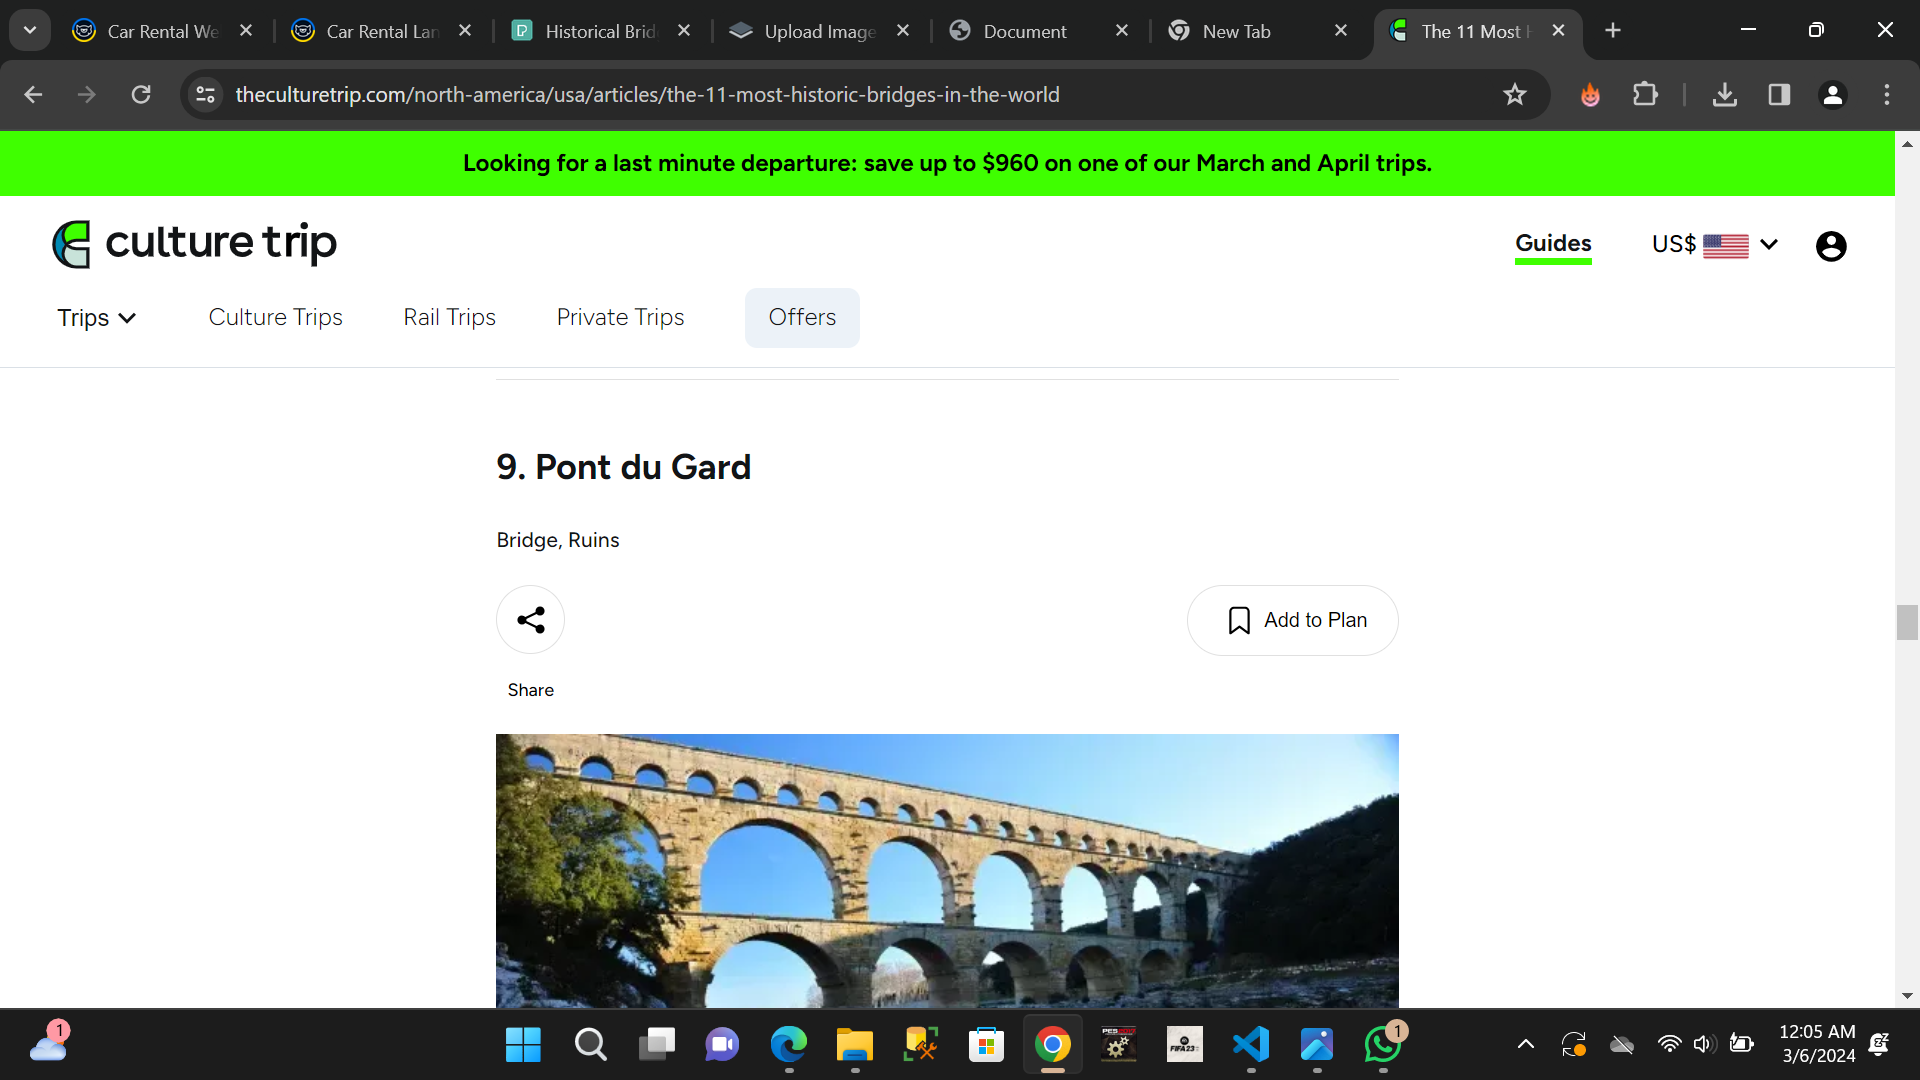 Car Rental We
Car Rental Lan
Historical Brid
Upload Image
Document
New Tab
The 11 Most H
theculturetrip.com/north-america/usa/articles/the-11-most-historic-bridges-in-the-world
Looking for a last minute departure: save up to $960 on one of our March and April trips.
culture trip
Guides
US$
Trips
Culture Trips
Rail Trips
Private Trips
Offers
9. Pont du Gard
Bridge, Ruins
Add to Plan
Share
1
FIFA 23
1
12:05 AM
3/6/2024